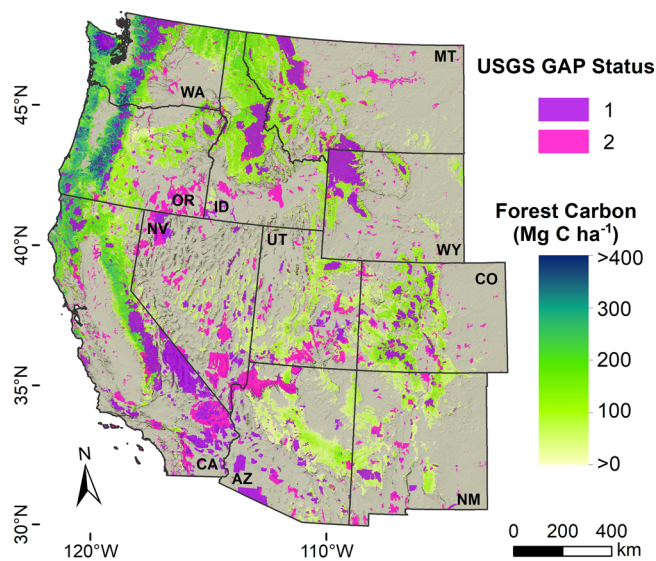 USGS GAP Status
1
2
Forest Carbon
(Mg C ha⁻¹)
>400
300
200
100
>0
0 200 400
km
MT
WA
OR
ID
WY
NV
UT
CO
CA
AZ
NM
N
45°N
40°N
35°N
30°N
120°W
110°W